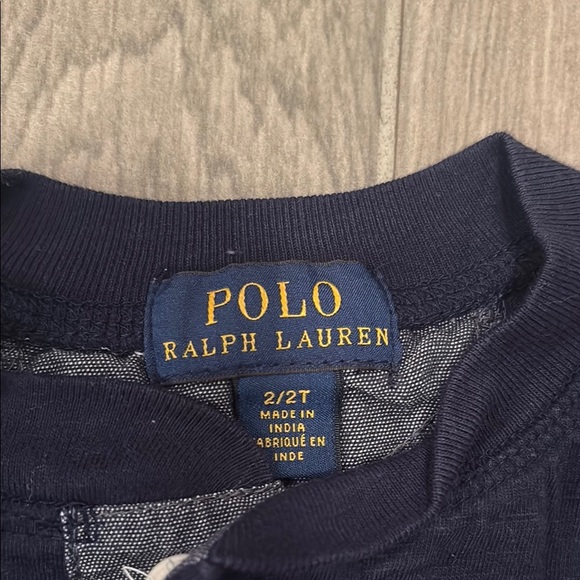 POLO
RALPH LAUREN
2/2T
MADE IN
INDIA
FABRIQUÉ EN
INDE